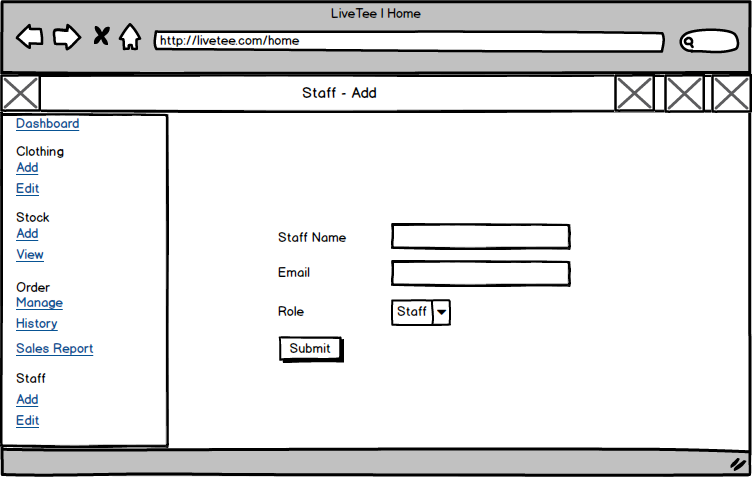 LiveTee | Home
http://livetee.com/home
Staff - Add
Dashboard
Clothing
Add
Edit
Stock
Add
View
Order
Manage
History
Sales Report
Staff
Add
Edit
Staff Name
Email
Role
Staff
Submit